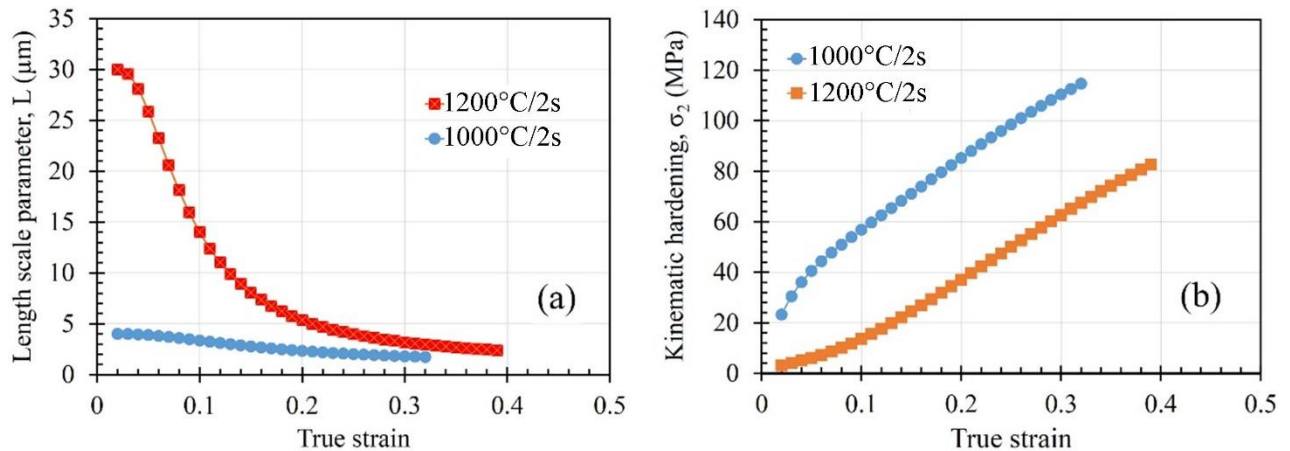 Length scale parameter, L (μm)
35
30
25
20
15
10
5
0
1200°C/2s
1000°C/2s
(a)
0
0.1
0.2
0.3
0.4
0.5
True strain
Kinematic hardening, σ₂ (MPa)
140
120
100
80
60
40
20
0
1000°C/2s
1200°C/2s
(b)
0
0.1
0.2
0.3
0.4
0.5
True strain